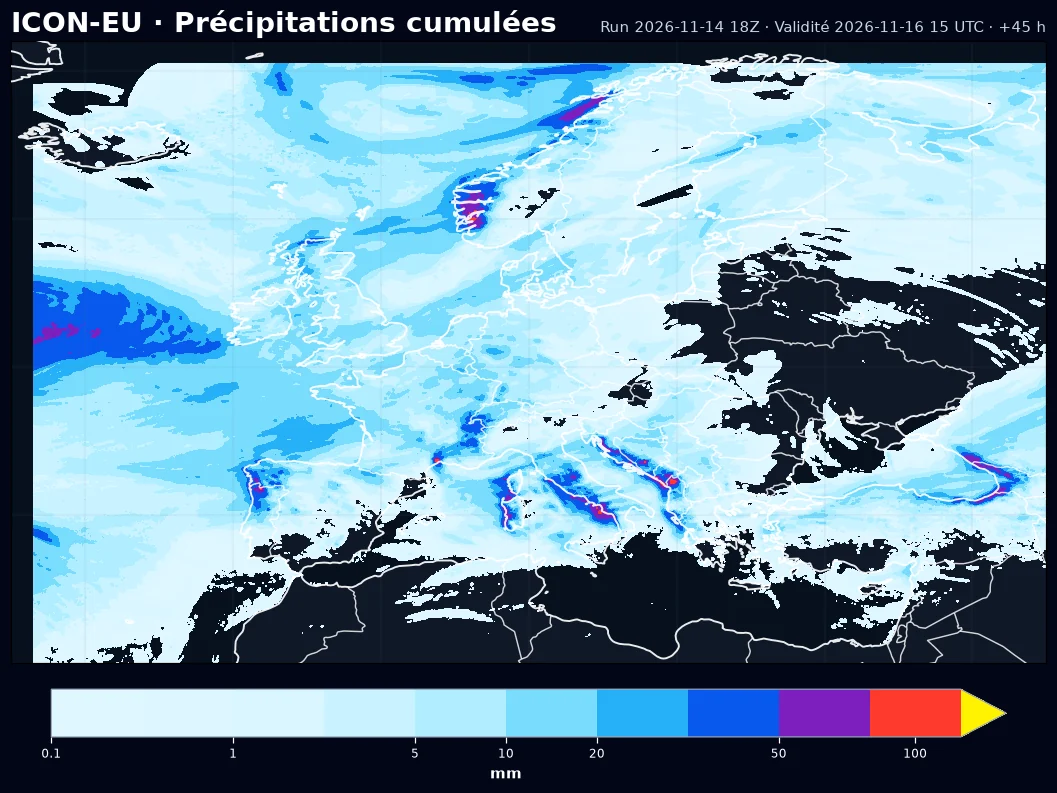 ICON-EU · Précipitations cumulées
Run 2026-11-14 18Z · Validité 2026-11-16 15 UTC · +45 h
0.1 1 5 10 20 50 100
mm